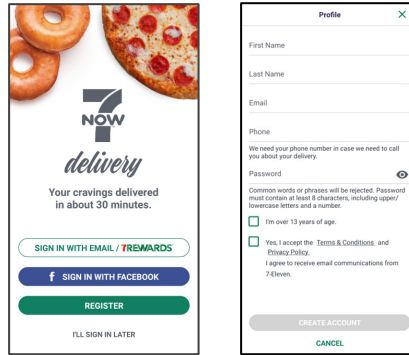 7
NOW
delivery
Your cravings delivered
in about 30 minutes.
SIGN IN WITH EMAIL / 7REWARDS
f SIGN IN WITH FACEBOOK
REGISTER
I'LL SIGN IN LATER
Profile
First Name
Last Name
Email
Phone
We need your phone number in case we need to call
you about your delivery.
Password
Common words or phrases will be rejected. Password
must contain at least 8 characters, including upper/
lowercase letters and a number.
I'm over 13 years of age.
Yes, I accept the Terms & Conditions and
Privacy Policy
I agree to receive email communications from
7-Eleven.
CREATE ACCOUNT
CANCEL